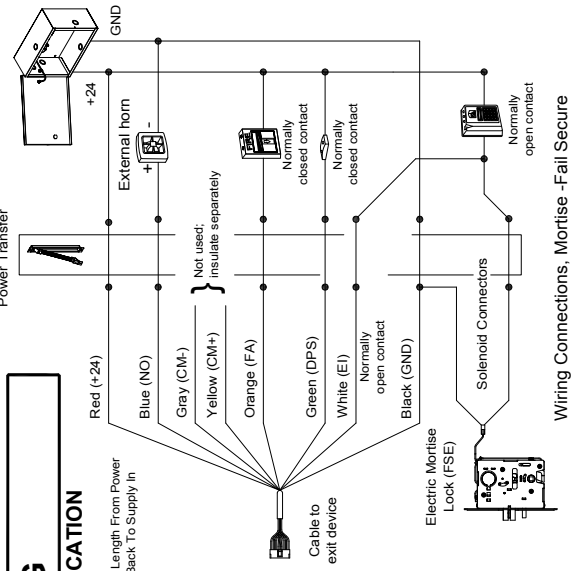 Power Transfer
GND
+24
External horn
+
-
Red (+24)
Blue (NO)
Gray (CM-)
Yellow (CM+)
Not used;
insulate separately
Orange (FA)
Normally
closed contact
Green (DPS)
Normally
closed contact
White (EI)
Normally
open contact
Black (GND)
Normally
open contact
Solenoid Connectors
Electric Mortise
Lock (FSE)
Cable to
exit device
Length From Power
Back To Supply In
CATION
G
FIRE
Wiring Connections, Mortise -Fail Secure